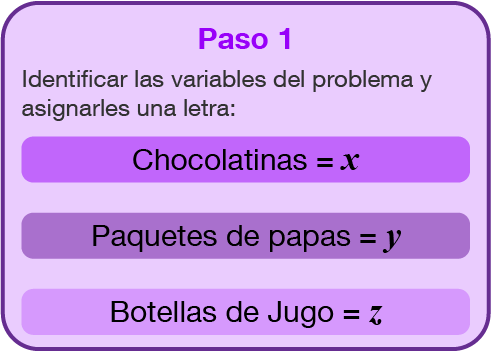 Paso 1
Identificar las variables del problema y
asignarles una letra:
Chocolatinas = x
Paquetes de papas = y
Botellas de Jugo = z